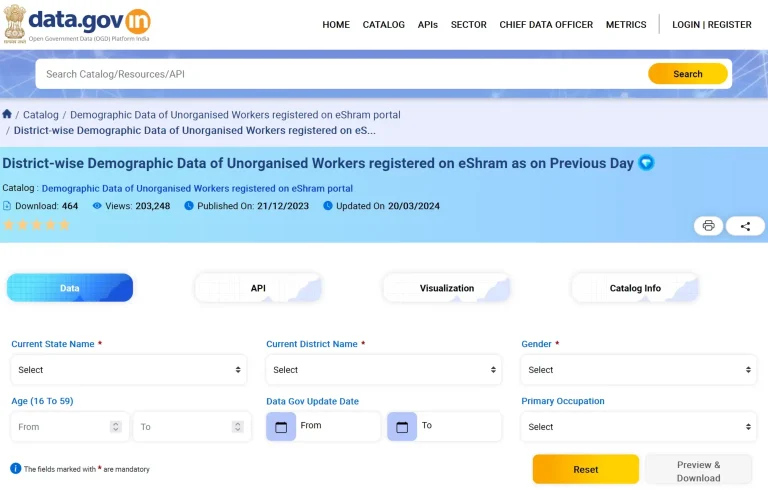 data.gov in
Open Government Data (OGD) Platform India
HOME CATALOG APIs SECTOR CHIEF DATA OFFICER METRICS LOGIN | REGISTER
Search Catalog/Resources/API
Search
/ Catalog / Demographic Data of Unorganised Workers registered on eShram portal
/ District-wise Demographic Data of Unorganised Workers registered on eS...
District-wise Demographic Data of Unorganised Workers registered on eShram as on Previous Day
Catalog : Demographic Data of Unorganised Workers registered on eShram portal
Download: 464 Views: 203,248 Published On: 21/12/2023 Updated On 20/03/2024
Data API Visualization Catalog Info
Current State Name * Current District Name * Gender *
Select Select Select
Age (16 To 59) Data Gov Update Date Primary Occupation
From To From To Select
The fields marked with * are mandatory
Reset
Preview &
Download